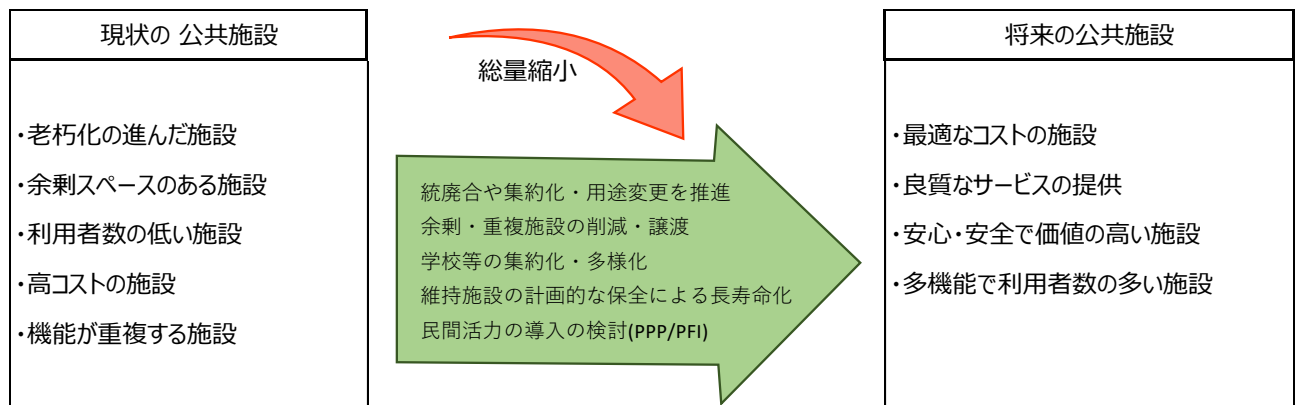 現状の 公共施設
・老朽化の進んだ施設
・余剰スペースのある施設
・利用者数の低い施設
・高コストの施設
・機能が重複する施設
総量縮小
統廃合や集約化・用途変更を推進
余剰・重複施設の削減・譲渡
学校等の集約化・多様化
維持施設の計画的な保全による長寿命化
民間活力の導入の検討(PPP/PFI)
将来の公共施設
・最適なコストの施設
・良質なサービスの提供
・安心・安全で価値の高い施設
・多機能で利用者数の多い施設